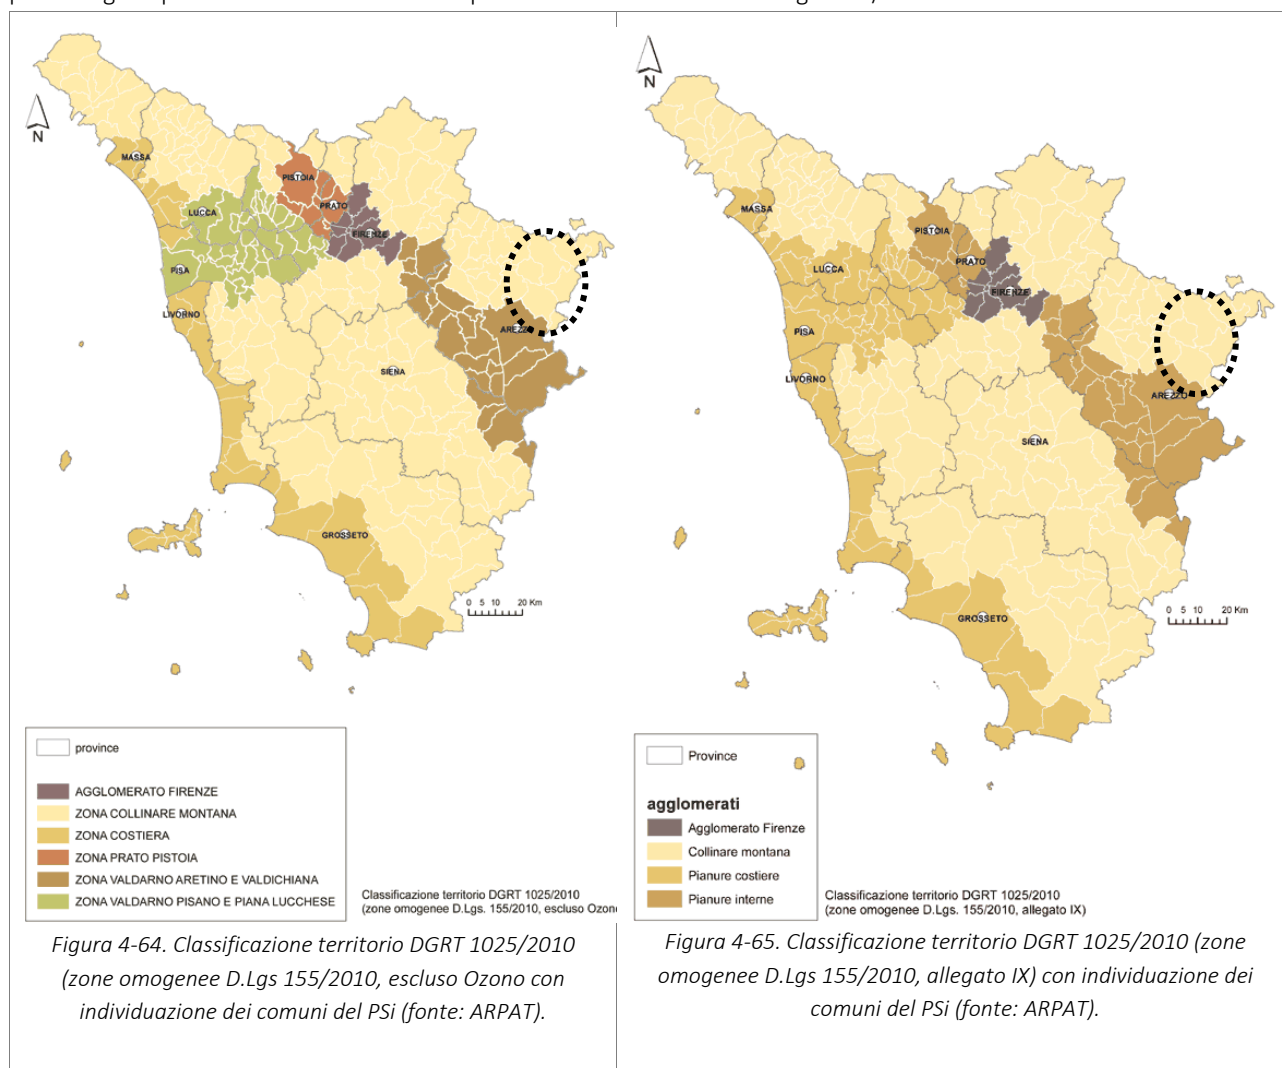 N
MASSA
PISTOIA
PRATO
LUCCA
FIRENZE
PISA
LIVORNO
AREZZO
SIENA
GROSSETO
0 5 10 20 Km
province
AGGLOMERATO FIRENZE
ZONA COLLINARE MONTANA
ZONA COSTIERA
ZONA PRATO PISTOIA
ZONA VALDARNO ARETINO E VALDICHIANA
ZONA VALDARNO PISANO E PIANA LUCCHESE
Classificazione territorio DGRT 1025/2010
(zone omogenee D.Lgs. 155/2010, escluso Ozono
Figura 4-64. Classificazione territorio DGRT 1025/2010
(zone omogenee D.Lgs 155/2010, escluso Ozono con
individuazione dei comuni del PSi (fonte: ARPAT).
N
MASSA
PISTOIA
PRATO
LUCCA
FIRENZE
PISA
LIVORNO
AREZZO
SIENA
GROSSETO
0 5 10 20 Km
Province
agglomerati
Agglomerato Firenze
Collinare montana
Pianure costiere
Pianure interne
Classificazione territorio DGRT 1025/2010
(zone omogenee D.Lgs. 155/2010, allegato IX)
Figura 4-65. Classificazione territorio DGRT 1025/2010 (zone
omogenee D.Lgs 155/2010, allegato IX) con individuazione dei
comuni del PSi (fonte: ARPAT).